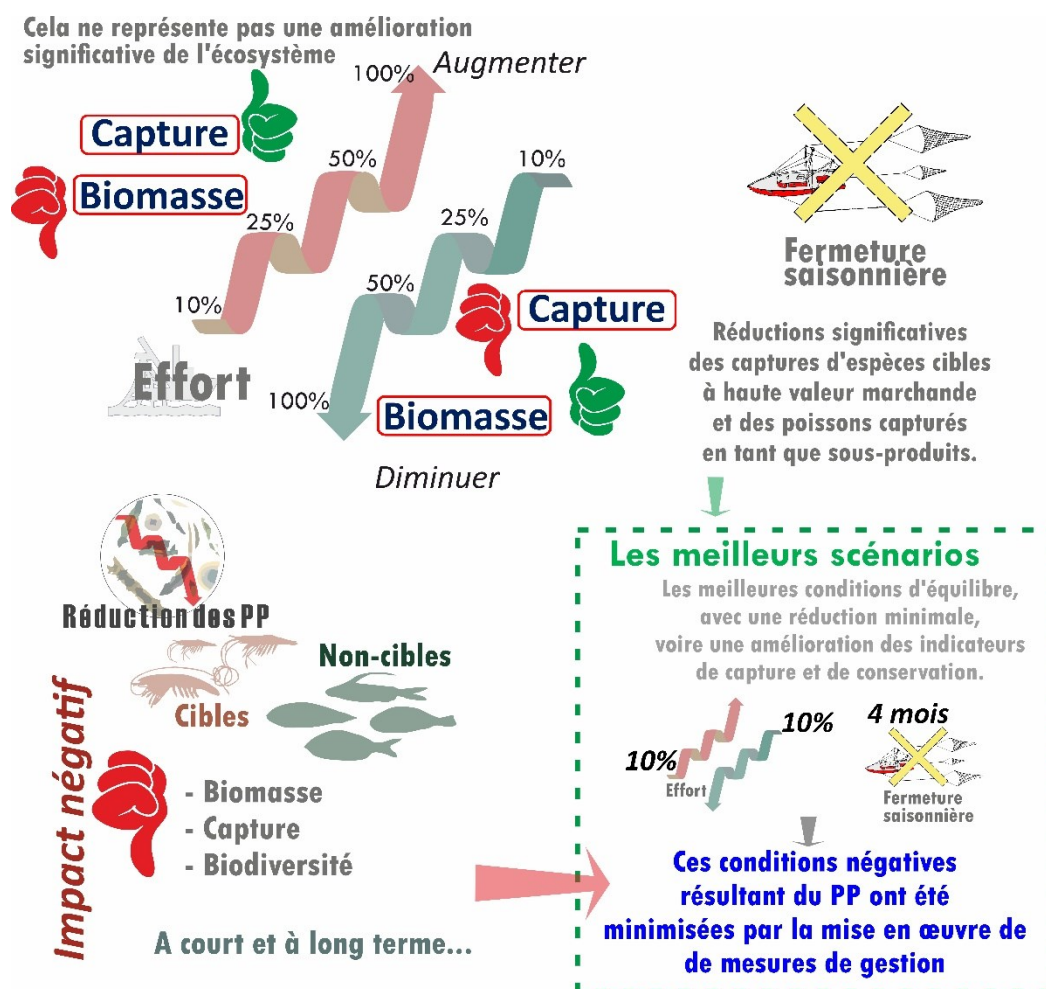 Cela ne représente pas une amélioration
significative de l'écosystème
100%
Augmenter
Capture
Biomasse
50%
10%
25%
25%
10%
50%
Capture
Effort
100%
Biomasse
Diminuer
Fermeture
saisonnière
Réductions significatives
des captures d'espèces cibles
à haute valeur marchande
et des poissons capturés
en tant que sous-produits.
Réduction des PP
Non-cibles
Cibles
Impact négatif
- Biomasse
- Capture
- Biodiversité
A court et à long terme...
Les meilleurs scénarios
Les meilleures conditions d'équilibre,
avec une réduction minimale,
voire une amélioration des indicateurs
de capture et de conservation.
10%
10%
Effort
4 mois
Fermeture
saisonnière
Ces conditions négatives
résultant du PP ont été
minimisées par la mise en œuvre de
de mesures de gestion